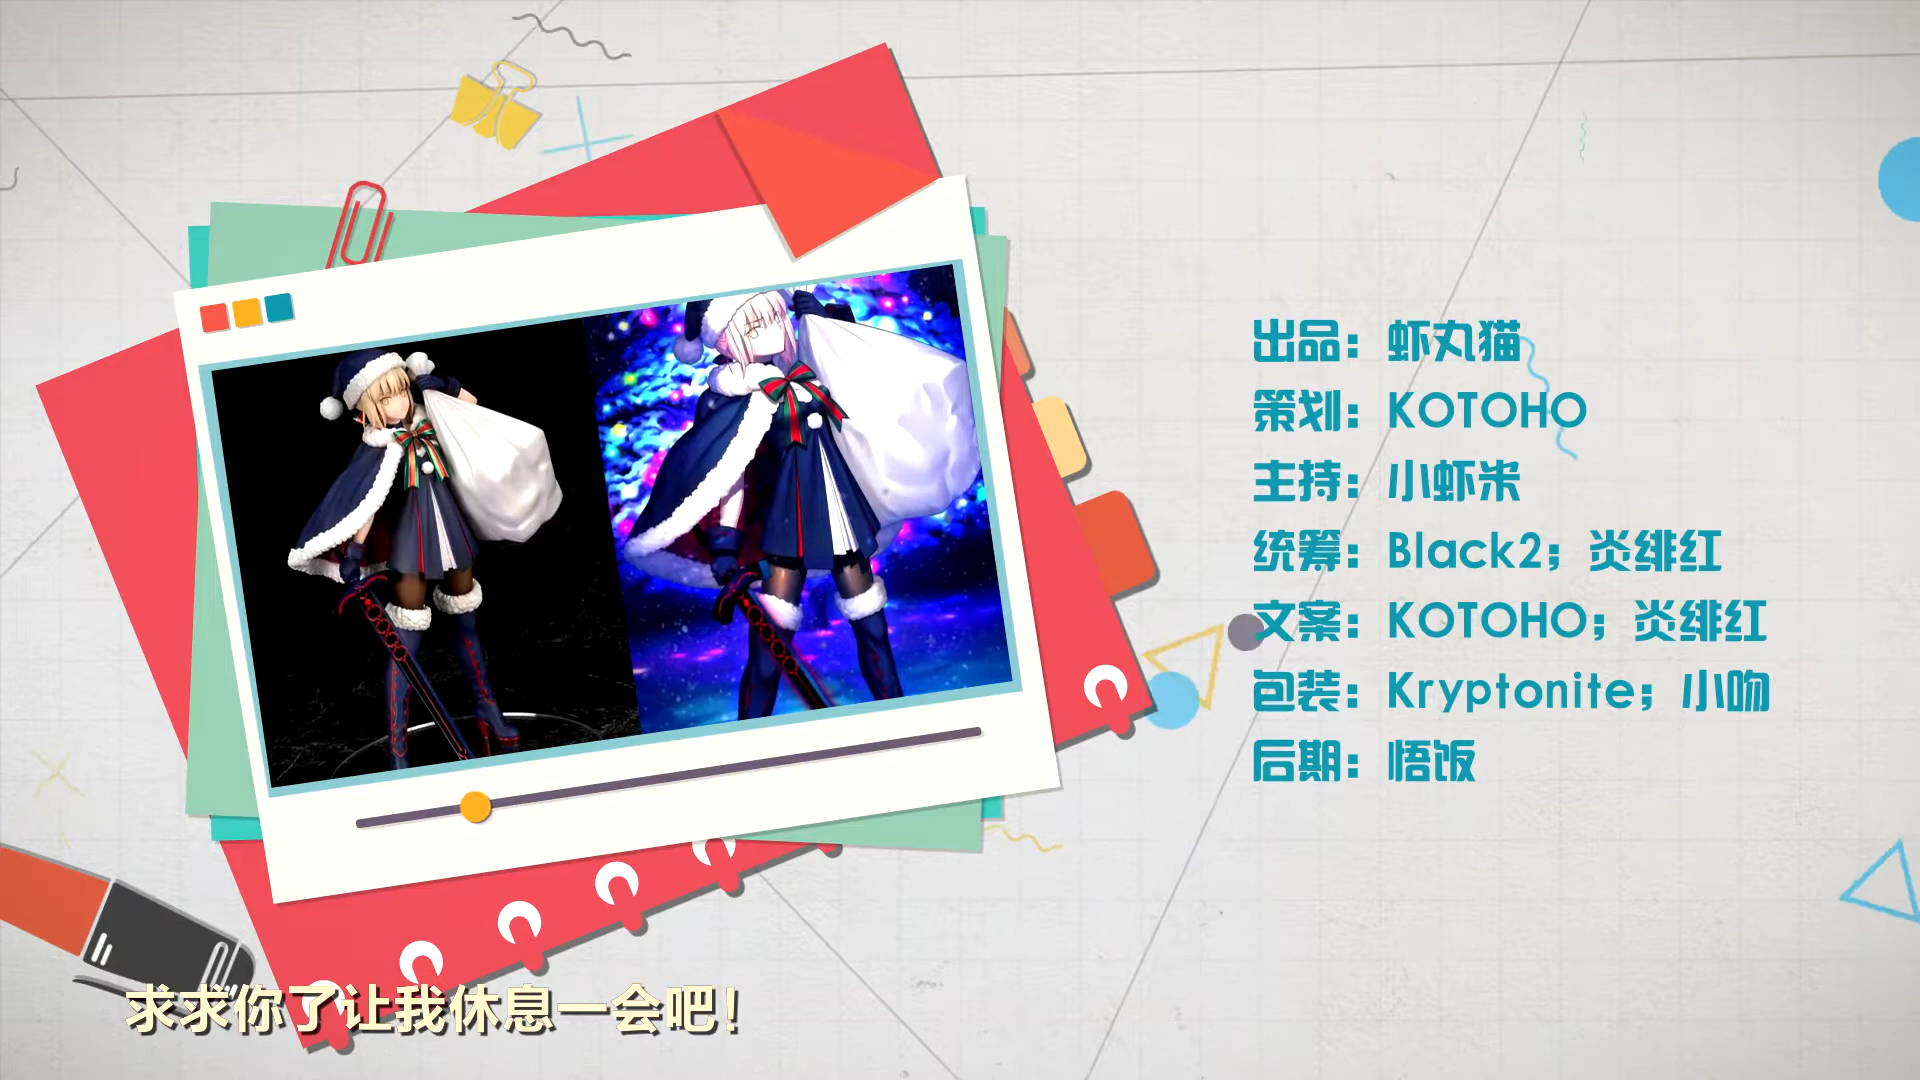 出品：虾丸猫
策划：KOTOHO
主持：小虾米
统筹：Black2；炎绯红
文案：KOTOHO；炎绯红
包装：Kryptonite；小吻
后期：悟饭
求求你了让我休息一会吧！